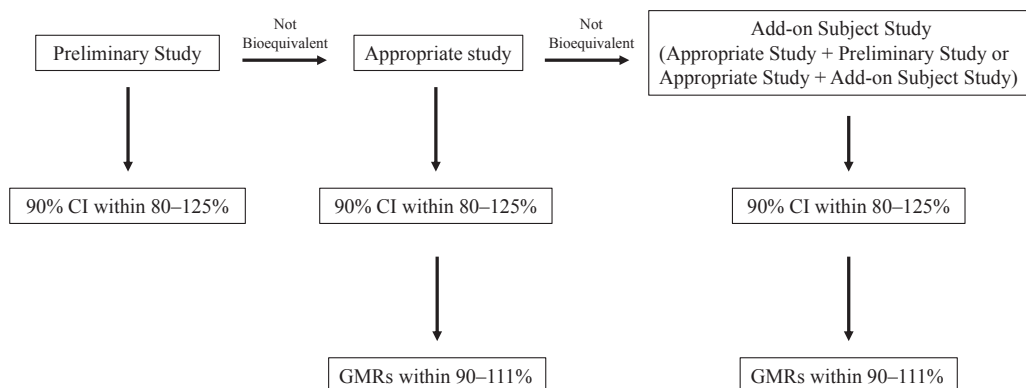 Preliminary Study
Not
Bioequivalent
Appropriate study
Not
Bioequivalent
Add-on Subject Study
(Appropriate Study + Preliminary Study or
Appropriate Study + Add-on Subject Study)
90% CI within 80–125%
90% CI within 80–125%
90% CI within 80–125%
GMRs within 90–111%
GMRs within 90–111%